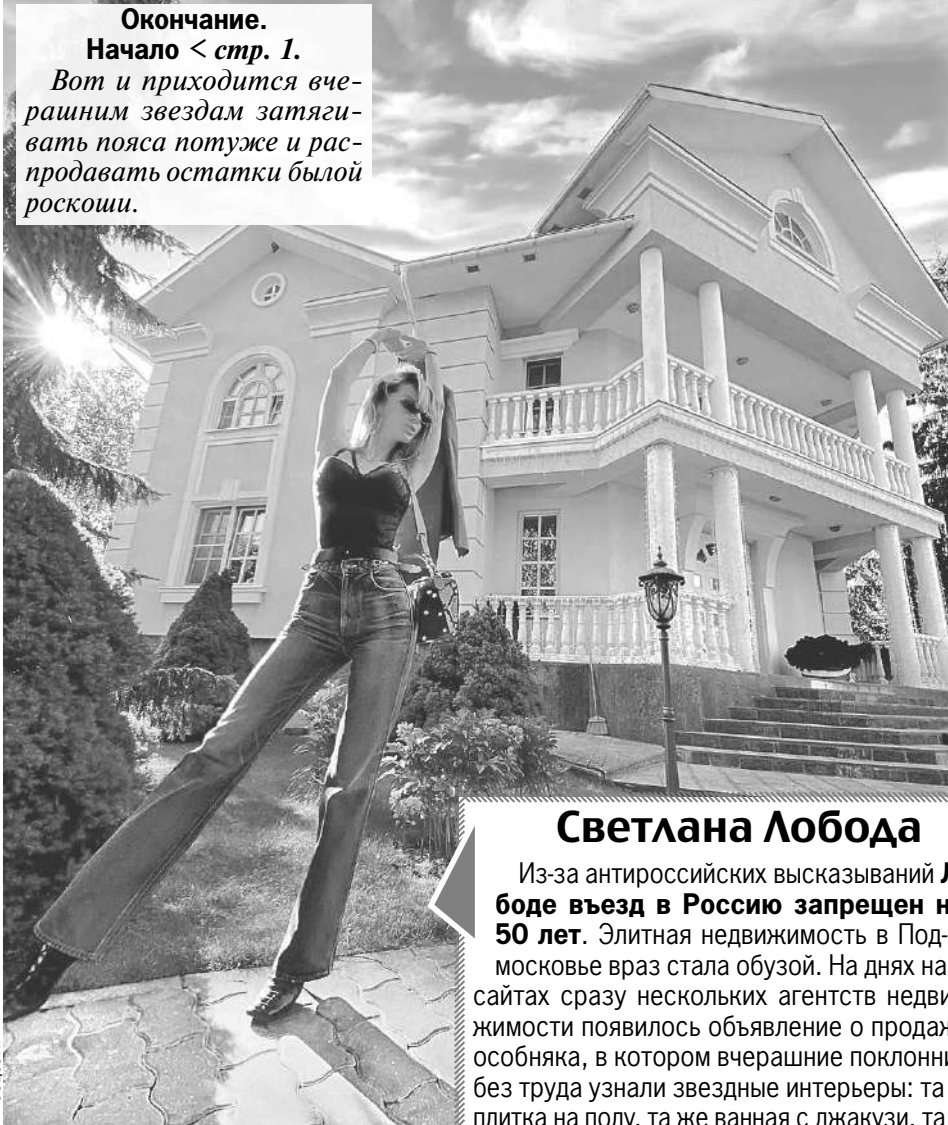 Окончание.
Начало < стр. 1.
Вот и приходится вче-
рашним звездам затяги-
вать пояса потуже и рас-
продавать остатки былой
роскоши.
Светлана Лобода
Из-за антироссийских высказываний
боде въезд в Россию запрещен
50 лет. Элитная недвижимость в Под-
московье враз стала обузой. На днях на
сайтах сразу нескольких агентств недви-
жимости появилось объявление о продаж
особняка, в котором вчерашние поклонни
без труда узнали звездные интерьеры: та
плитка на полу, та же ванная с джакузи, та